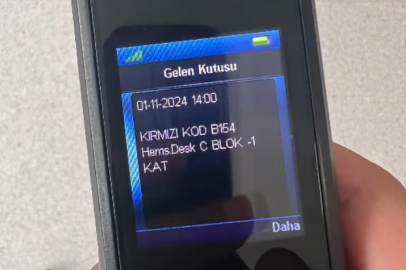 Gelen Kutusu
01-11-2024 14:00
KIRMIZI KOD B154
Hems.Desk C BLOK -1
KAT
Daha